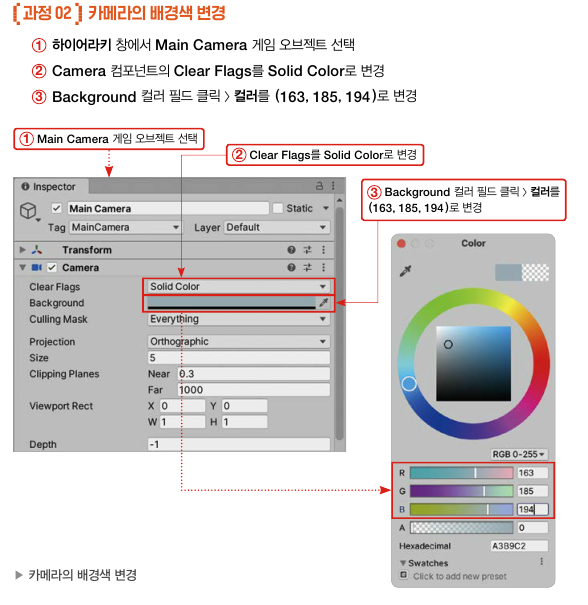 과정 02 카메라의 배경색 변경
① 하이어라키 창에서 Main Camera 게임 오브젝트 선택
② Camera 컴포넌트의 Clear Flags를 Solid Color로 변경
③ Background 컬러 필드 클릭 > 컬러를 (163, 185, 194)로 변경
① Main Camera 게임 오브젝트 선택
② Clear Flags를 Solid Color로 변경
③ Background 컬러 필드 클릭 > 컬러를
(163, 185, 194)로 변경
Inspector
Main Camera Static
Tag MainCamera Layer Default
Transform
Camera
Clear Flags Solid Color
Background
Culling Mask Everything
Projection Orthographic
Size 5
Clipping Planes Near 0.3
Far 1000
Viewport Rect X 0 Y 0
W 1 H 1
Depth -1
Color
RGB 0-255
R 163
G 185
B 194
A 0
Hexadecimal A3B9C2
Swatches
Click to add new preset
▶ 카메라의 배경색 변경